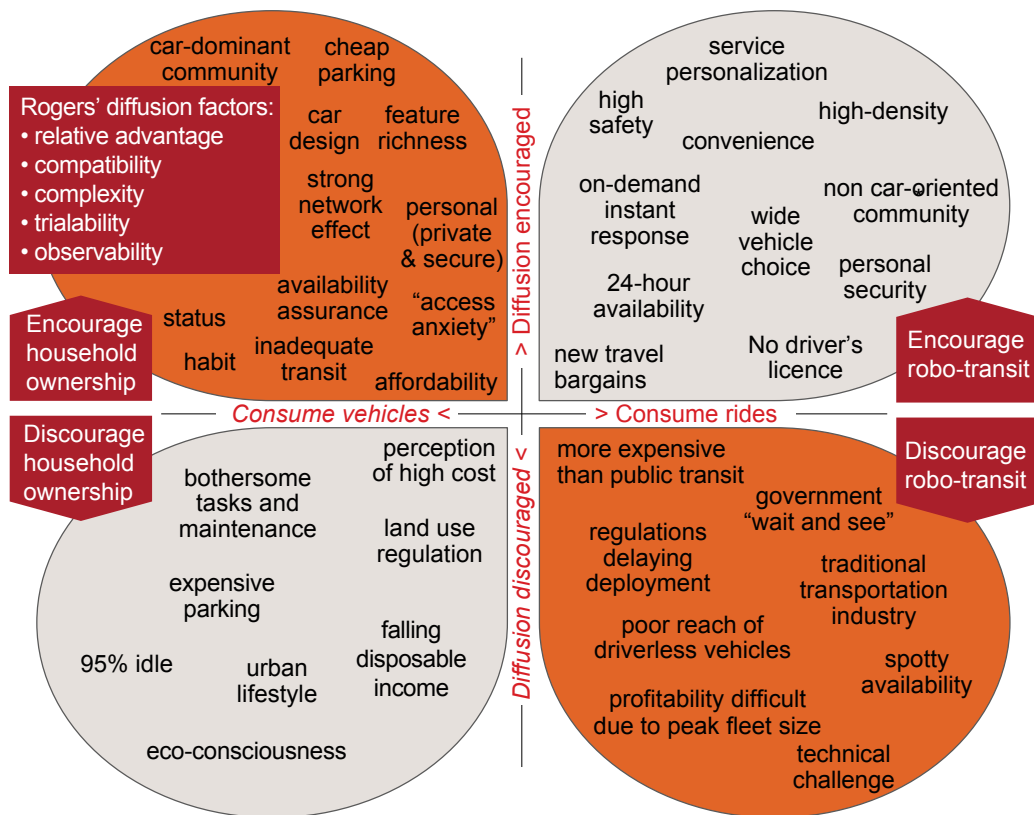 car-dominant
community
cheap
parking
Rogers’ diffusion factors:
• relative advantage
• compatibility
• complexity
• trialability
• observability
car
design
feature
richness
strong
network
effect
personal
(private
& secure)
availability
assurance
“access
anxiety”
status
habit
inadequate
transit
affordability
Encourage
household
ownership
> Diffusion encouraged
service
personalization
high
safety
high-density
convenience
on-demand
instant
response
non car-oriented
community
wide
vehicle
choice
24-hour
availability
personal
security
new travel
bargains
No driver’s
licence
Encourage
robo-transit
Consume vehicles <
> Consume rides
Discourage
household
ownership
perception
of high cost
bothersome
tasks and
maintenance
land use
regulation
expensive
parking
95% idle
urban
lifestyle
falling
disposable
income
eco-consciousness
Diffusion discouraged <
more expensive
than public transit
government
“wait and see”
regulations
delaying
deployment
traditional
transportation
industry
poor reach of
driverless vehicles
spotty
availability
profitability difficult
due to peak fleet size
technical
challenge
Discourage
robo-transit